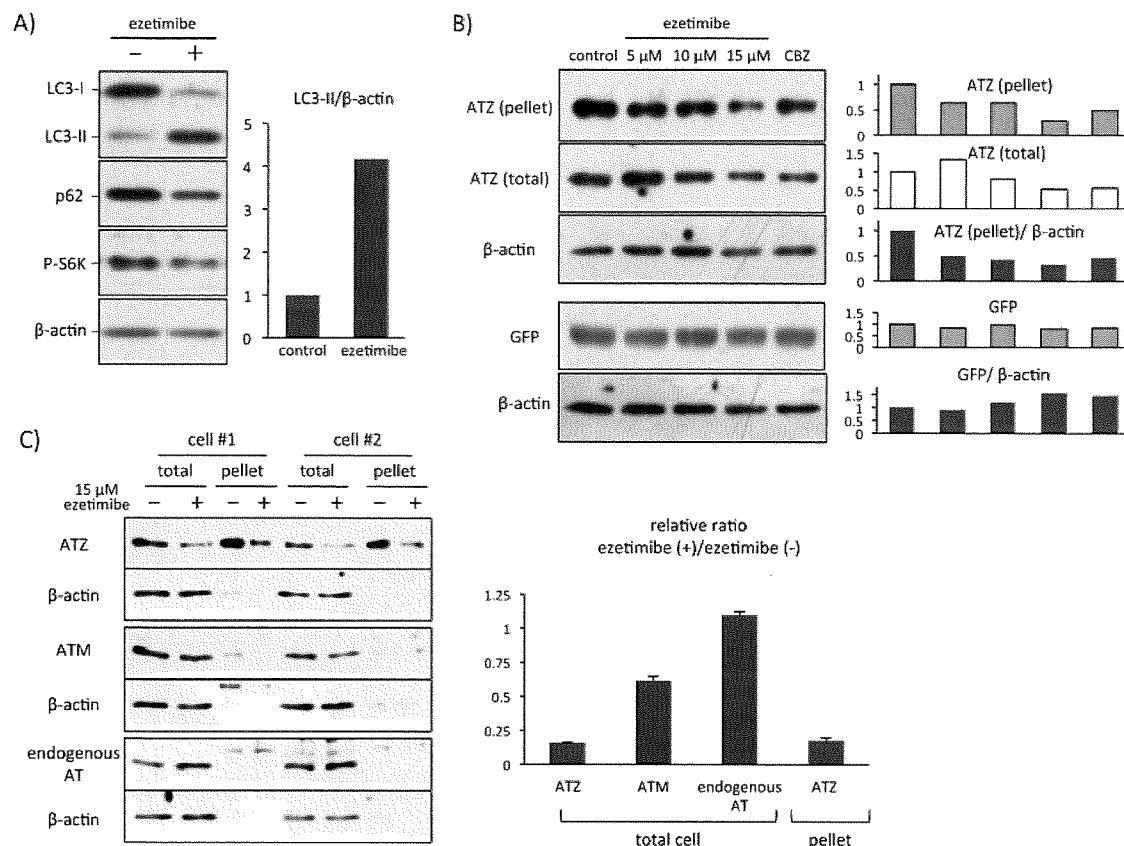 A)
ezetimibe
− +
LC3-I
LC3-II
p62
P-S6K
β-actin
LC3-II/β-actin
5
4
3
2
1
0
control ezetimibe
B)
ezetimibe
control 5 μM 10 μM 15 μM CBZ
ATZ (pellet)
ATZ (total)
β-actin
GFP
β-actin
ATZ (pellet)
1
0.5
0
ATZ (total)
1.5
1
0.5
0
ATZ (pellet)/ β-actin
1
0.5
0
GFP
1.5
1
0.5
0
GFP/ β-actin
1.5
1
0.5
0
C)
cell #1 cell #2
total pellet total pellet
15 μM
ezetimibe − + − + − + − +
ATZ
β-actin
ATM
β-actin
endogenous
AT
β-actin
relative ratio
ezetimibe (+)/ezetimibe (-)
1.25
1
0.75
0.5
0.25
0
ATZ ATM endogenous ATZ
AT
total cell pellet